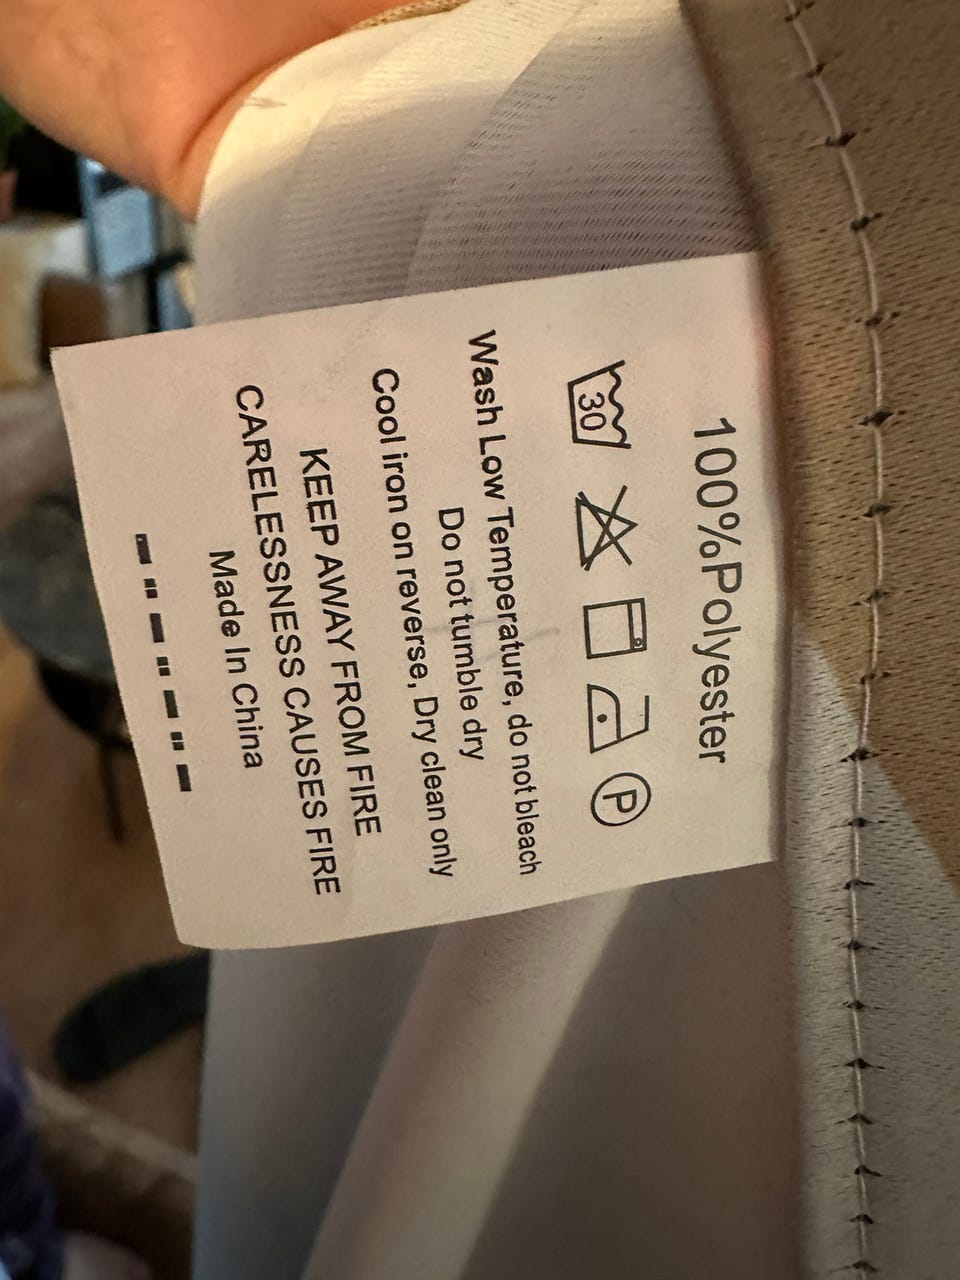 100%Polyester
30 P
Wash Low Temperature, do not bleach
Do not tumble dry
Cool iron on reverse, Dry clean only
KEEP AWAY FROM FIRE
CARELESSNESS CAUSES FIRE
Made In China